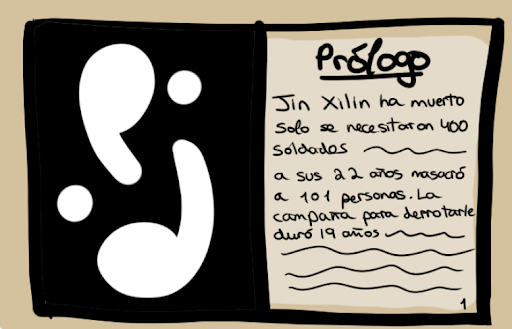 Prólogo
Jin Xilin ha muerto
solo se necesitaron 400
soldados
a sus 22 años masacró
a 101 personas. La
campaña para derrotarle
duró 19 años
1